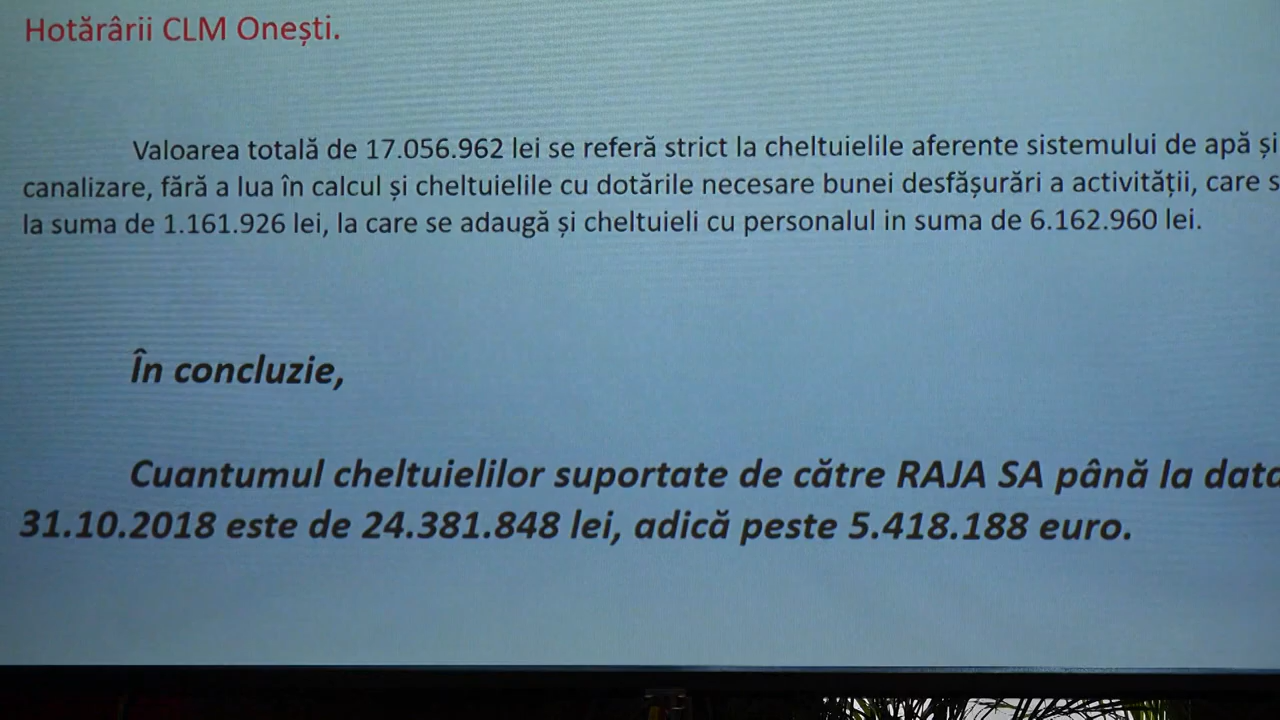 Hotărârii CLM Onești.
Valoarea totală de 17.056.962 lei se referă strict la cheltuielile aferente sistemului de apă și
canalizare, fără a lua în calcul și cheltuielile cu dotările necesare bunei desfășurări a activității, care
la suma de 1.161.926 lei, la care se adaugă și cheltuieli cu personalul in suma de 6.162.960 lei.
În concluzie,
Cuantumul cheltuielilor suportate de către RAJA SA până la data
31.10.2018 este de 24.381.848 lei, adică peste 5.418.188 euro.